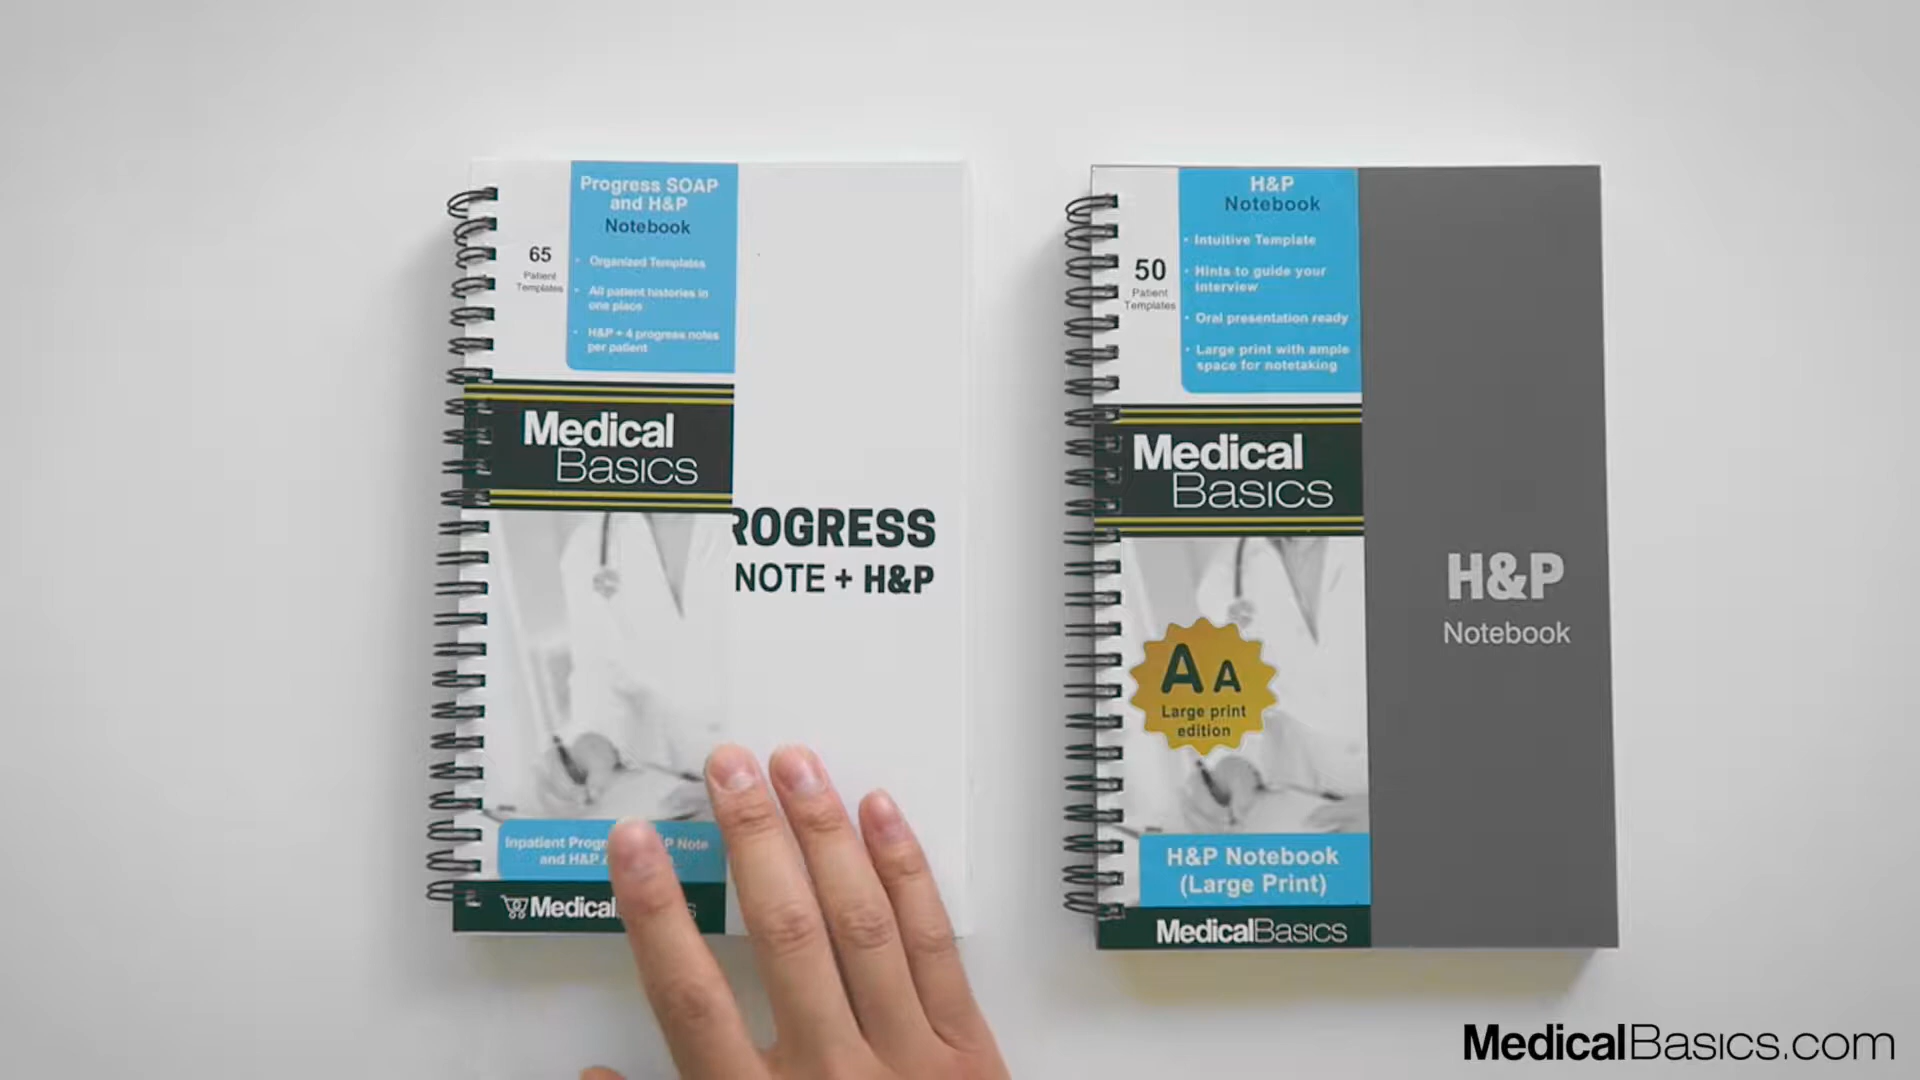 Progress SOAP
and H&P
Notebook
65
Patient
Templates
• Organized Templates
• All patient histories in
one place
• H&P + 4 progress notes
per patient
Medical
BASICS
ROGRESS
NOTE + H&P
Inpatient Progr P Note
and H&P
Medical
H&P
Notebook
50
Patient
Templates
• Intuitive Template
• Hints to guide your
interview
• Oral presentation ready
• Large print with ample
space for notetaking
Medical
BASICS
H&P
Notebook
A A
Large print
edition
H&P Notebook
(Large Print)
MedicalBASICS
MedicalBASICS.com